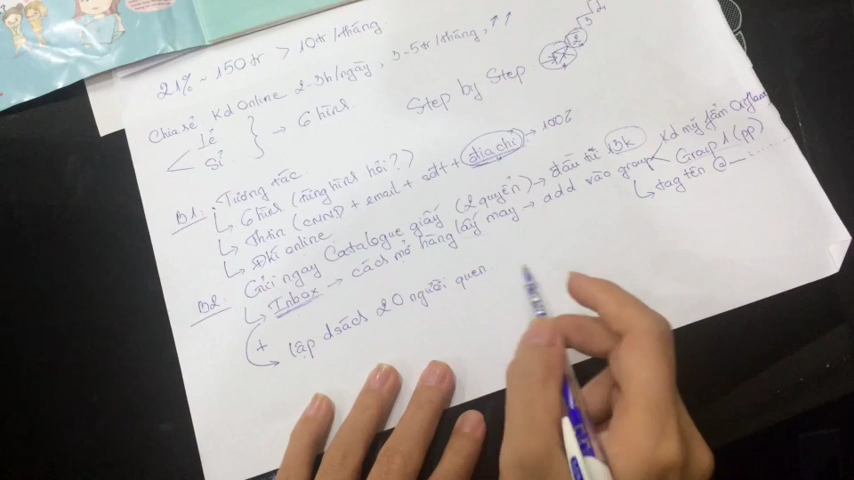 21% ~ 150tr > 10tr/tháng
Chia sẻ Kd Online 2-3h/ngày, 3-5tr/tháng, ↑↑
Lẻ
Sỉ
} → 6 hình
Step by Step
B1: Tương tác
↳ 6 hình (từng hình hỏi??)
↳ Thtin (CMND + email + sđt + địa chỉ → 100%
↳ Đkí online
B2: Gửi ngay Catalogue giấy (2 quyển) → đầu tư 13k
↳ Inbox → cách mở hàng lấy may → add vào group
Kd mỹ phẩm Oriflame
Group 1 (pp)
↳ tag tên @
+ lập dsách 20 người quen